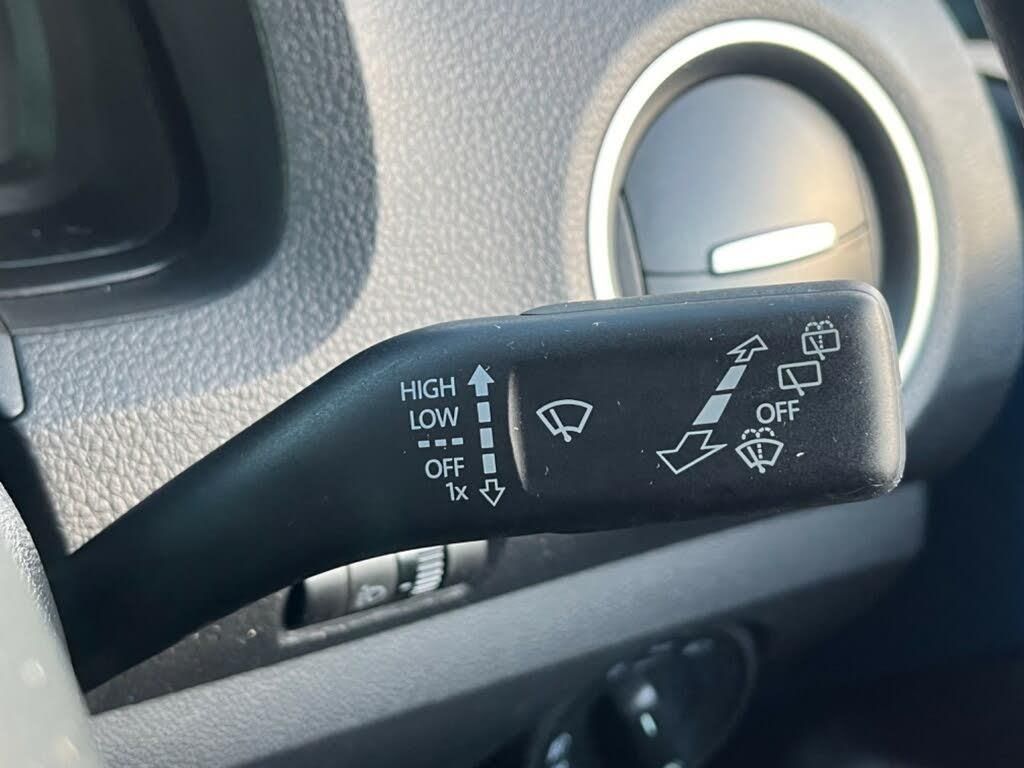 HIGH
LOW
---
OFF
1x
OFF